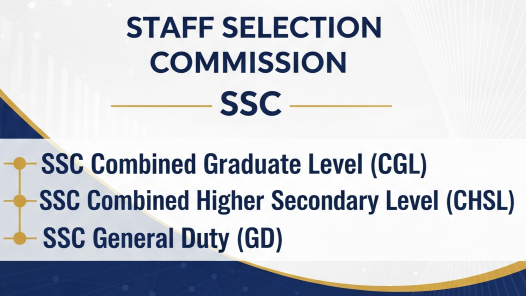 STAFF SELECTION
COMMISSION
SSC
SSC Combined Graduate Level (CGL)
SSC Combined Higher Secondary Level (CHSL)
SSC General Duty (GD)